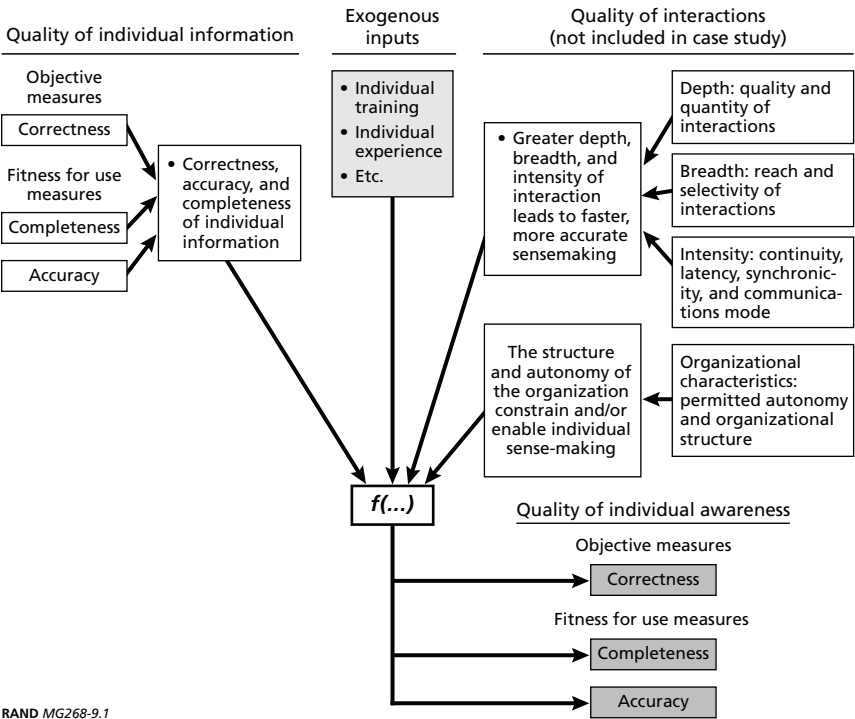 Quality of individual information
Objective
measures
Correctness
Fitness for use
measures
Completeness
Accuracy
• Correctness,
accuracy, and
completeness
of individual
information
Exogenous
inputs
• Individual
training
• Individual
experience
• Etc.
Quality of interactions
(not included in case study)
• Greater depth,
breadth, and
intensity of
interaction
leads to faster,
more accurate
sensemaking
Depth: quality and
quantity of
interactions
Breadth: reach and
selectivity of
interactions
Intensity: continuity,
latency, synchronic-
ity, and communica-
tions mode
The structure
and autonomy of
the organization
constrain and/or
enable individual
sense-making
Organizational
characteristics:
permitted autonomy
and organizational
structure
f(...)
Quality of individual awareness
Objective measures
Correctness
Fitness for use measures
Completeness
Accuracy
RAND MG268-9.1